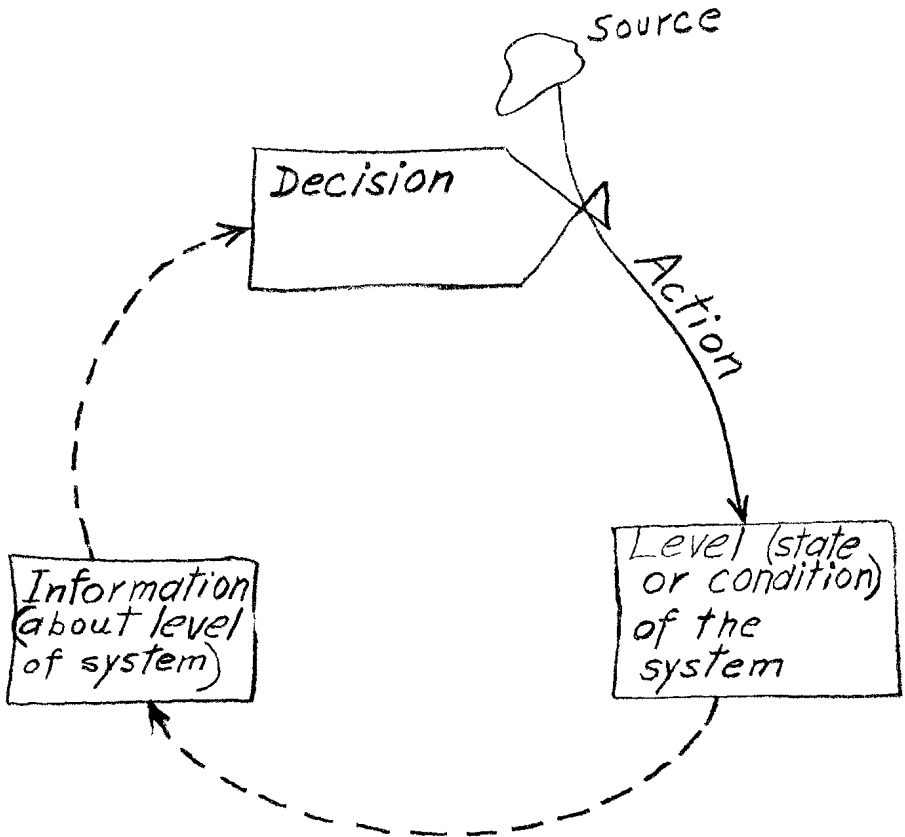 Source
Decision
Action
Level (state
or condition)
of the
system
Information
(about level
of system)